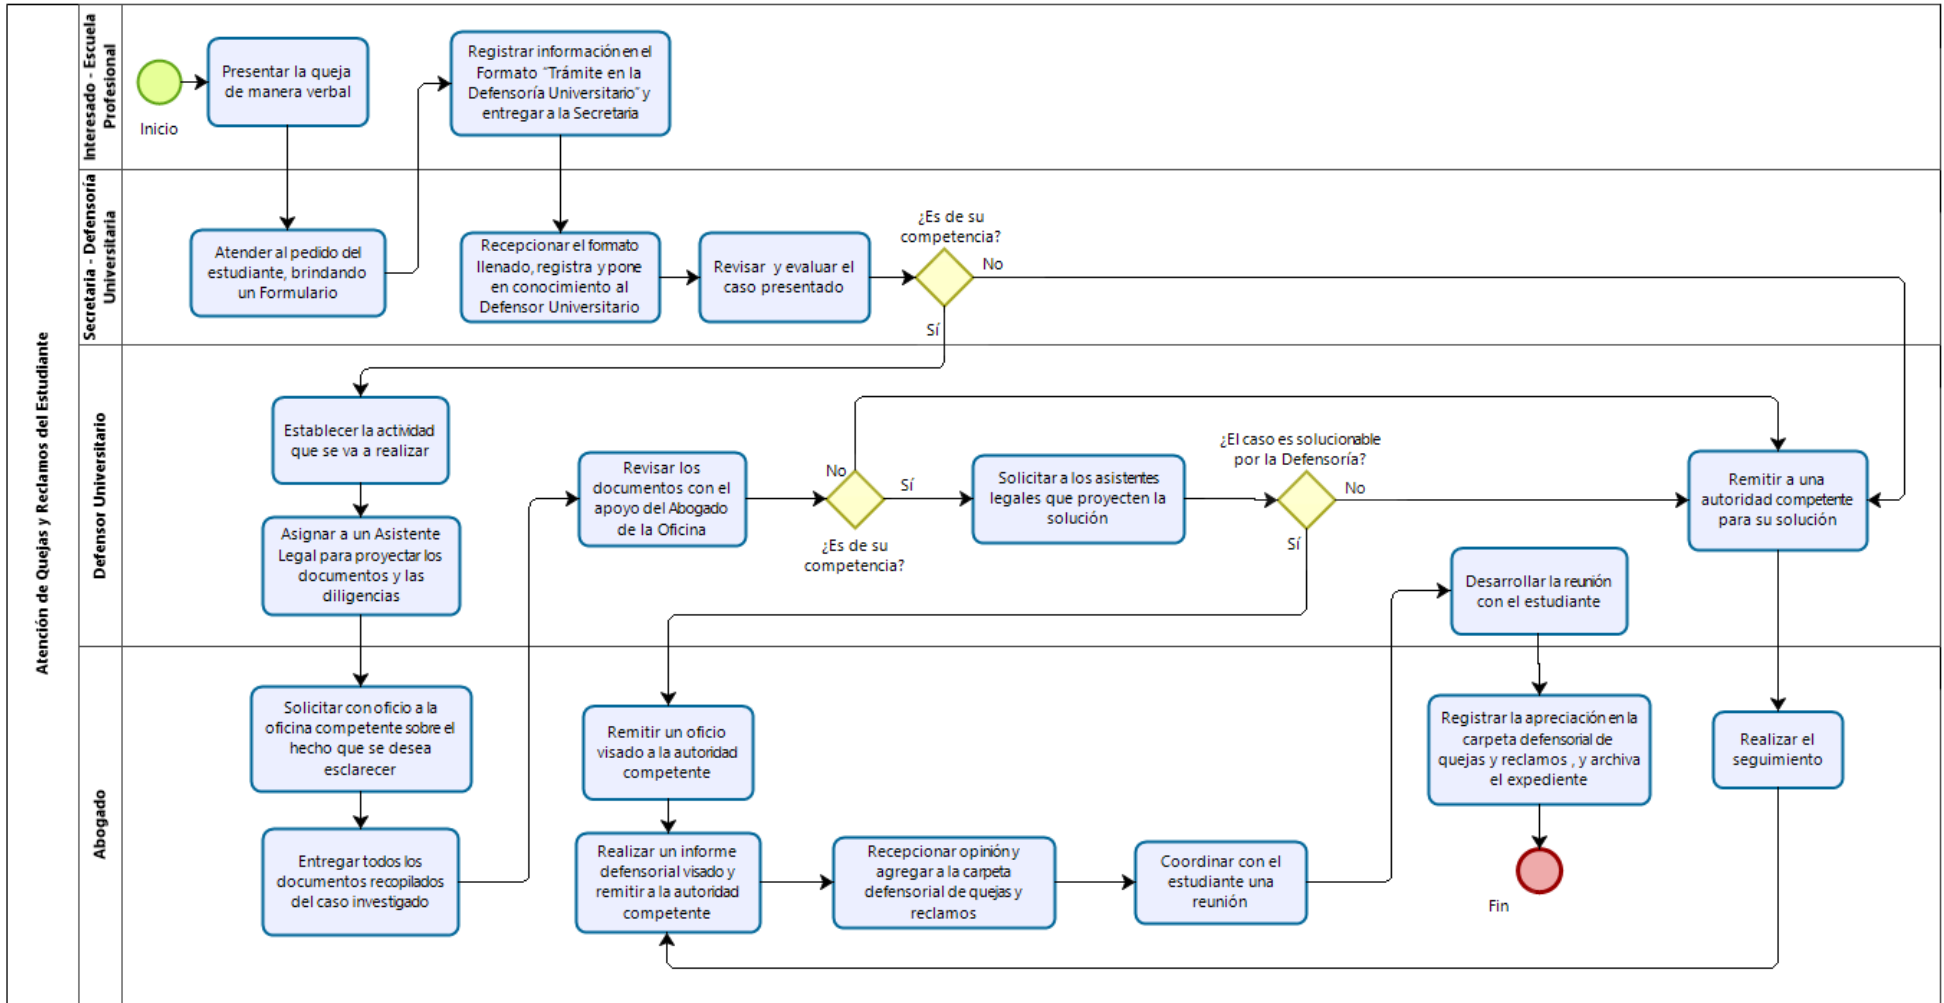 Atención de Quejas y Reclamos del Estudiante
Interesado - Escuela
Profesional
Inicio
Presentar la queja
de manera verbal
Registrar información en el
Formato "Trámite en la
Defensoría Universitario" y
entregar a la Secretaria
Secretaria - Defensoría
Universitaria
Atender al pedido del
estudiante, brindando
un Formulario
Recepcionar el formato
llenado, registra y pone
en conocimiento al
Defensor Universitario
Revisar y evaluar el
caso presentado
¿Es de su
competencia?
No
Sí
Defensor Universitario
Establecer la actividad
que se va a realizar
Asignar a un Asistente
Legal para proyectar los
documentos y las
diligencias
Revisar los
documentos con el
apoyo del Abogado
de la Oficina
No
Sí
¿Es de su
competencia?
Solicitar a los asistentes
legales que proyecten la
solución
¿El caso es solucionable
por la Defensoría?
No
Sí
Remitir a una
autoridad competente
para su solución
Desarrollar la reunión
con el estudiante
Abogado
Solicitar con oficio a la
oficina competente sobre el
hecho que se desea
esclarecer
Entregar todos los
documentos recopilados
del caso investigado
Remitir un oficio
visado a la autoridad
competente
Realizar un informe
defensorial visado y
remitir a la autoridad
competente
Recepcionar opinión y
agregar a la carpeta
defensorial de quejas y
reclamos
Coordinar con el
estudiante una
reunión
Registrar la apreciación en la
carpeta defensorial de
quejas y reclamos , y archiva
el expediente
Realizar el
seguimiento
Fin